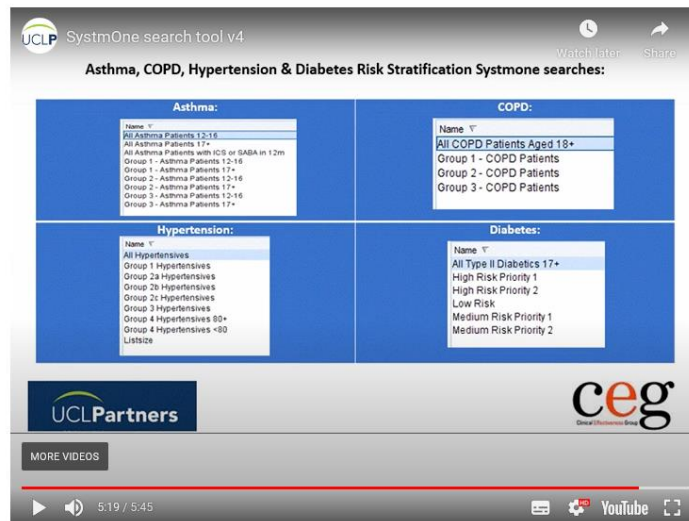 UCLP SystmOne search tool v4
Watch later Share
Asthma, COPD, Hypertension & Diabetes Risk Stratification Systmone searches:
Asthma:
Name
All Asthma Patients 12-16
All Asthma Patients 17+
All Asthma Patients with ICS or SABA in 12m
Group 1 - Asthma Patients 12-16
Group 1 - Asthma Patients 17+
Group 2 - Asthma Patients 12-16
Group 2 - Asthma Patients 17+
Group 3 - Asthma Patients 12-16
Group 3 - Asthma Patients 17+
COPD:
Name
All COPD Patients Aged 18+
Group 1 - COPD Patients
Group 2 - COPD Patients
Group 3 - COPD Patients
Hypertension:
Name
All Hypertensives
Group 1 Hypertensives
Group 2a Hypertensives
Group 2b Hypertensives
Group 2c Hypertensives
Group 3 Hypertensives
Group 4 Hypertensives 80+
Group 4 Hypertensives <80
Listsize
Diabetes:
Name
All Type II Diabetics 17+
High Risk Priority 1
High Risk Priority 2
Low Risk
Medium Risk Priority 1
Medium Risk Priority 2
UCLPartners
ceg
Clinical Effectiveness Group
MORE VIDEOS
5:19 / 5:45
HD
YouTube